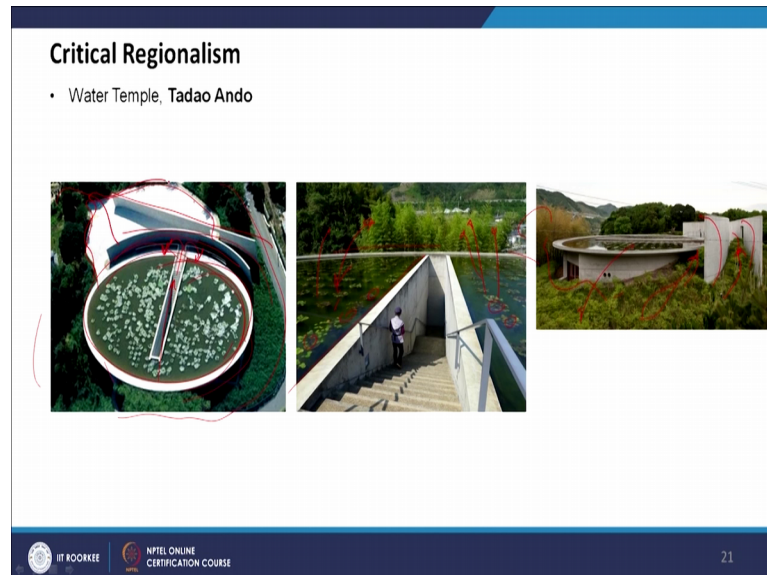 Critical Regionalism
• Water Temple, Tadao Ando
IIT ROORKEE
NPTEL ONLINE
CERTIFICATION COURSE
21